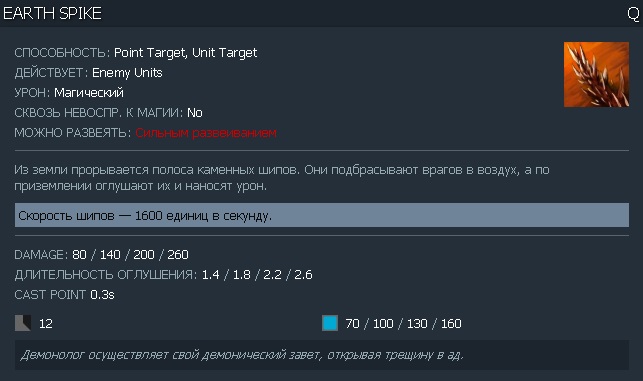 EARTH SPIKE Q
СПОСОБНОСТЬ: Point Target, Unit Target
ДЕЙСТВУЕТ: Enemy Units
УРОН: Магический
СКВОЗЬ НЕВОСПР. К МАГИИ: No
МОЖНО РАЗВЕЯТЬ: Сильным развеиванием
Из земли прорывается полоса каменных шипов. Они подбрасывают врагов в воздух, а по
приземлении оглушают их и наносят урон.
Скорость шипов — 1600 единиц в секунду.
DAMAGE: 80 / 140 / 200 / 260
ДЛИТЕЛЬНОСТЬ ОГЛУШЕНИЯ: 1.4 / 1.8 / 2.2 / 2.6
CAST POINT 0.3s
12 70 / 100 / 130 / 160
Демонолог осуществляет свой демонический завет, открывая трещину в ад.